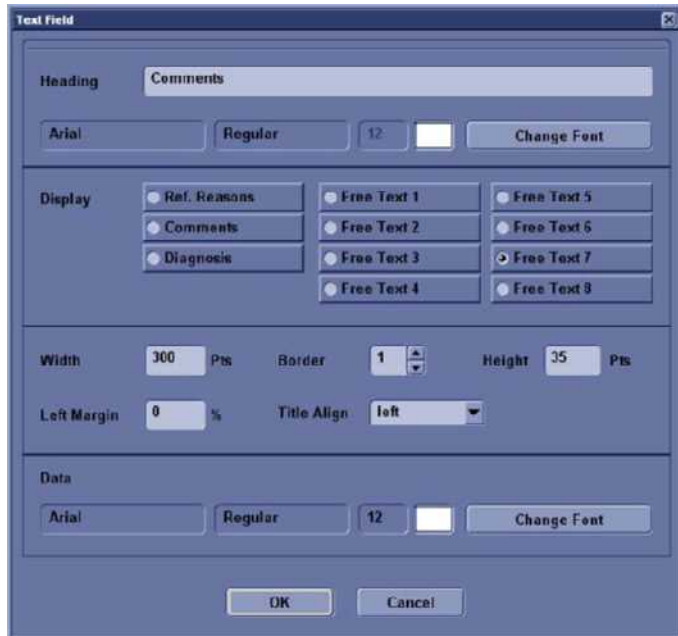 Text Field
Heading Comments
Arial Regular 12 Change Font
Display Ref. Reasons Free Text 1 Free Text 5
Comments Free Text 2 Free Text 6
Diagnosis Free Text 3 Free Text 7
Free Text 4 Free Text 8
Width 300 Pts Border 1 Height 35 Pts
Left Margin 0 % Title Align left
Data
Arial Regular 12 Change Font
OK Cancel